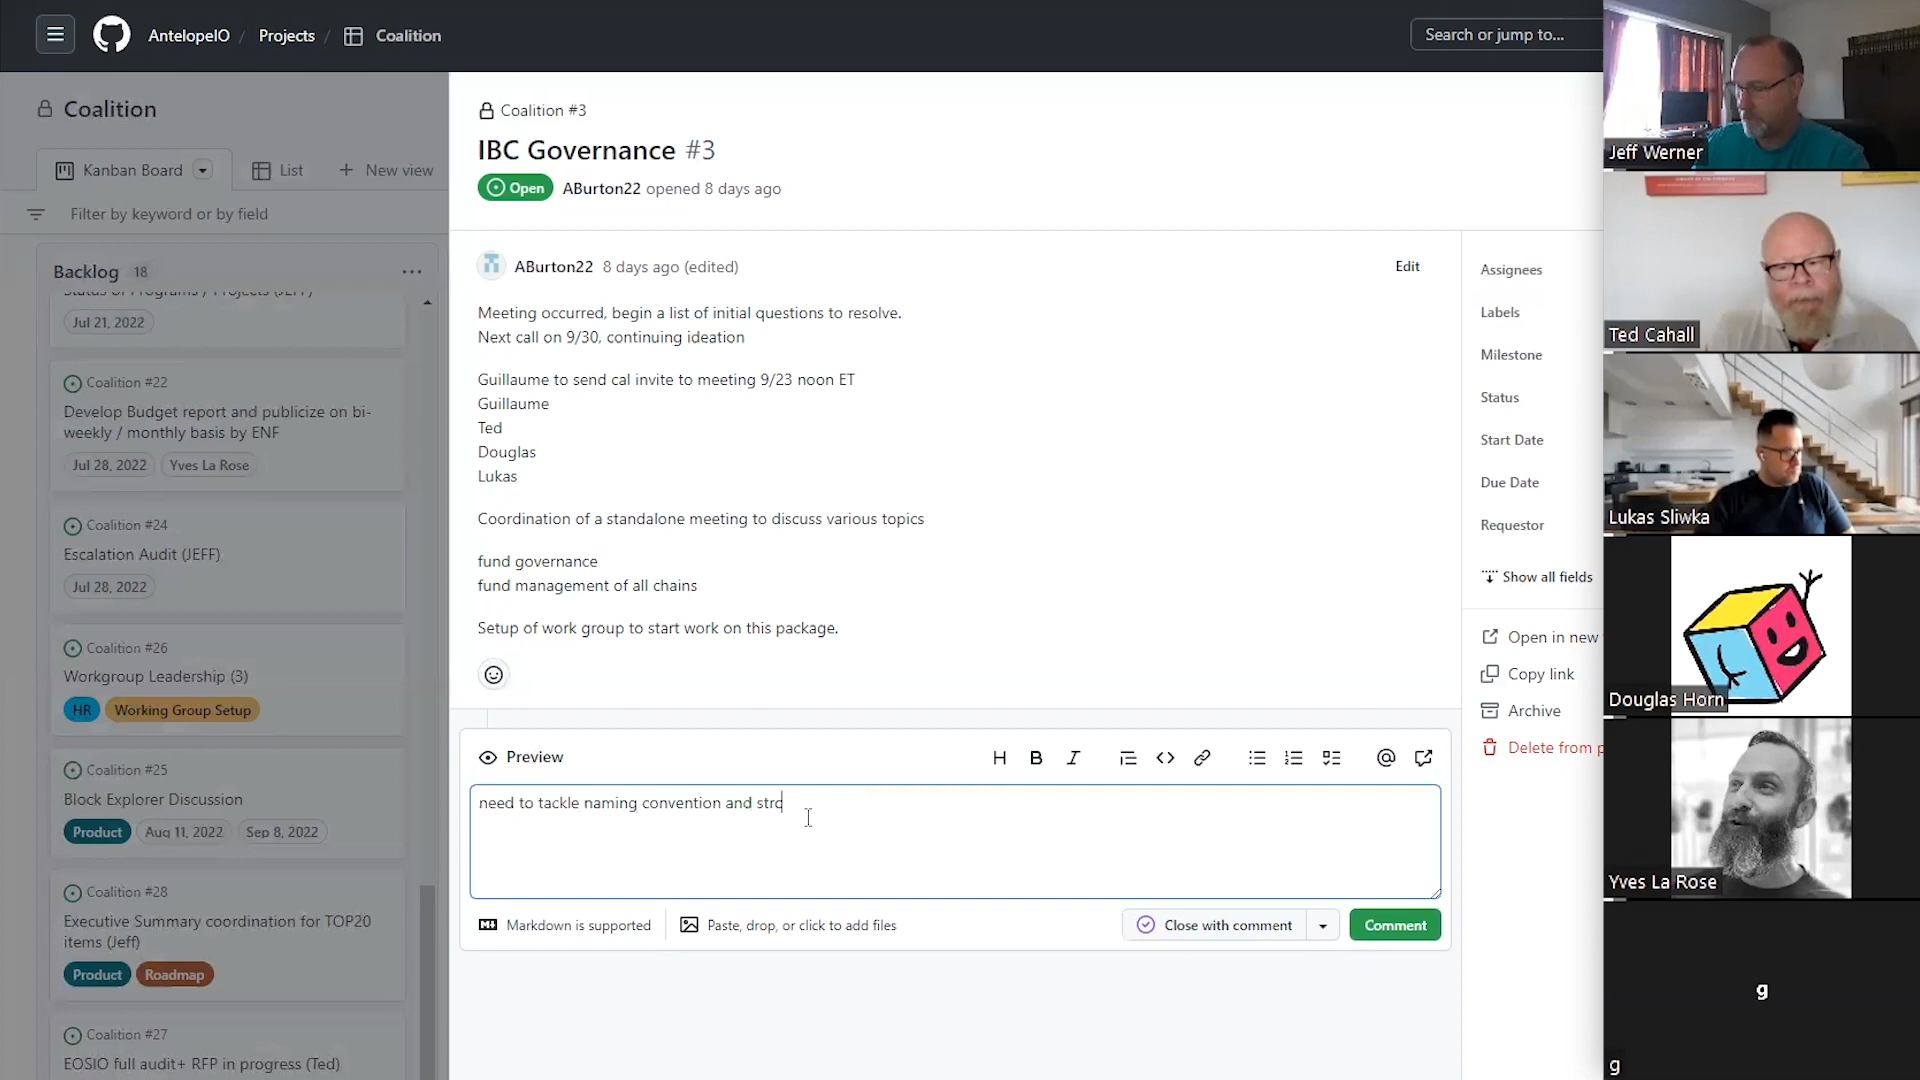 AntelopeIO / Projects / Coalition
Search or jump to...
Coalition
Kanban Board
List
New view
Filter by keyword or by field
Backlog 18
Status of Programs / Projects (JEFF)
Jul 21, 2022
Coalition #22
Develop Budget report and publicize on bi-
weekly / monthly basis by ENF
Jul 28, 2022 Yves La Rose
Coalition #24
Escalation Audit (JEFF)
Jul 28, 2022
Coalition #26
Workgroup Leadership (3)
HR Working Group Setup
Coalition #25
Block Explorer Discussion
Product Aug 11, 2022 Sep 8, 2022
Coalition #28
Executive Summary coordination for TOP20
items (Jeff)
Product Roadmap
Coalition #27
EOSIO full audit+ RFP in progress (Ted)
Coalition #3
IBC Governance #3
Open ABurton22 opened 8 days ago
ABurton22 8 days ago (edited)
Edit
Meeting occurred, begin a list of initial questions to resolve.
Next call on 9/30, continuing ideation
Guillaume to send cal invite to meeting 9/23 noon ET
Guillaume
Ted
Douglas
Lukas
Coordination of a standalone meeting to discuss various topics
fund governance
fund management of all chains
Setup of work group to start work on this package.
Preview
need to tackle naming convention and strc
Markdown is supported
Paste, drop, or click to add files
Close with comment
Comment
Assignees
Labels
Milestone
Status
Start Date
Due Date
Requestor
Show all fields
Open in new
Copy link
Archive
Delete from p
Jeff Werner
Ted Cahall
Lukas Sliwka
Douglas Horn
Yves La Rose
g
g